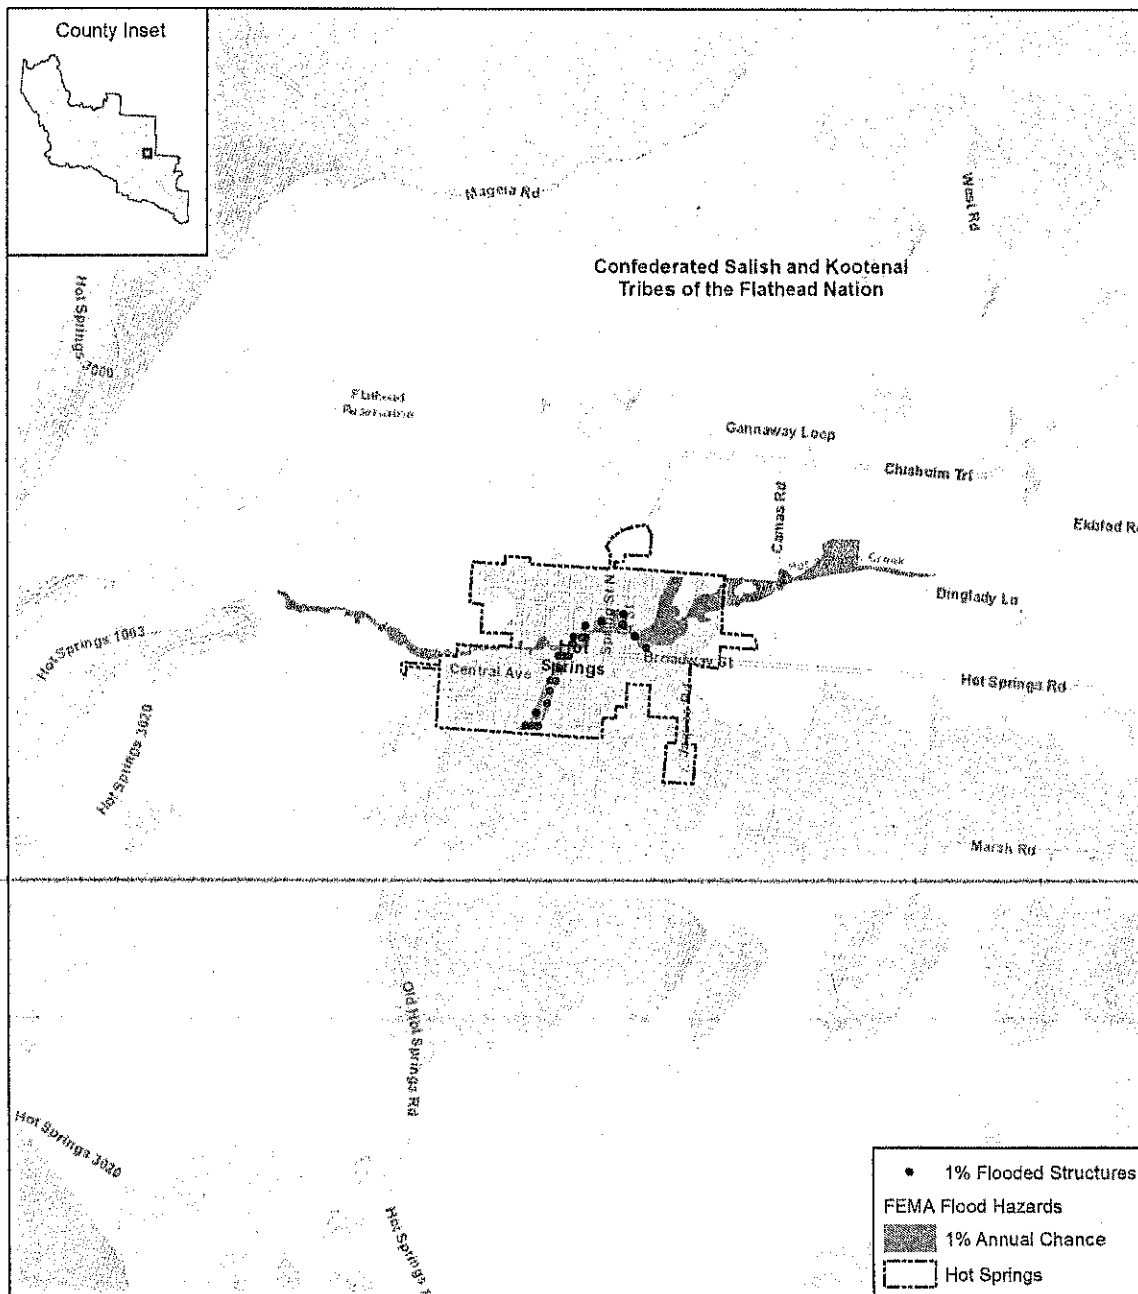 County Inset
Magera Rd
West Rd
Confederated Salish and Kootenai
Tribes of the Flathead Nation
Hot Springs
7000
Flathead
Reservation
Gannaway Loop
Chisholm Trl
Camas Rd
Ekblad Rd
N Spring St
Creek
Dinglady Ln
Hot Springs 1003
Hot
Springs
Central Ave
Broadway St
Hot Springs Rd
Hot Springs 3020
Marsh Rd
Old Hot Springs Rd
Hot Springs 3020
Hot Springs
1% Flooded Structures
FEMA Flood Hazards
1% Annual Chance
Hot Springs